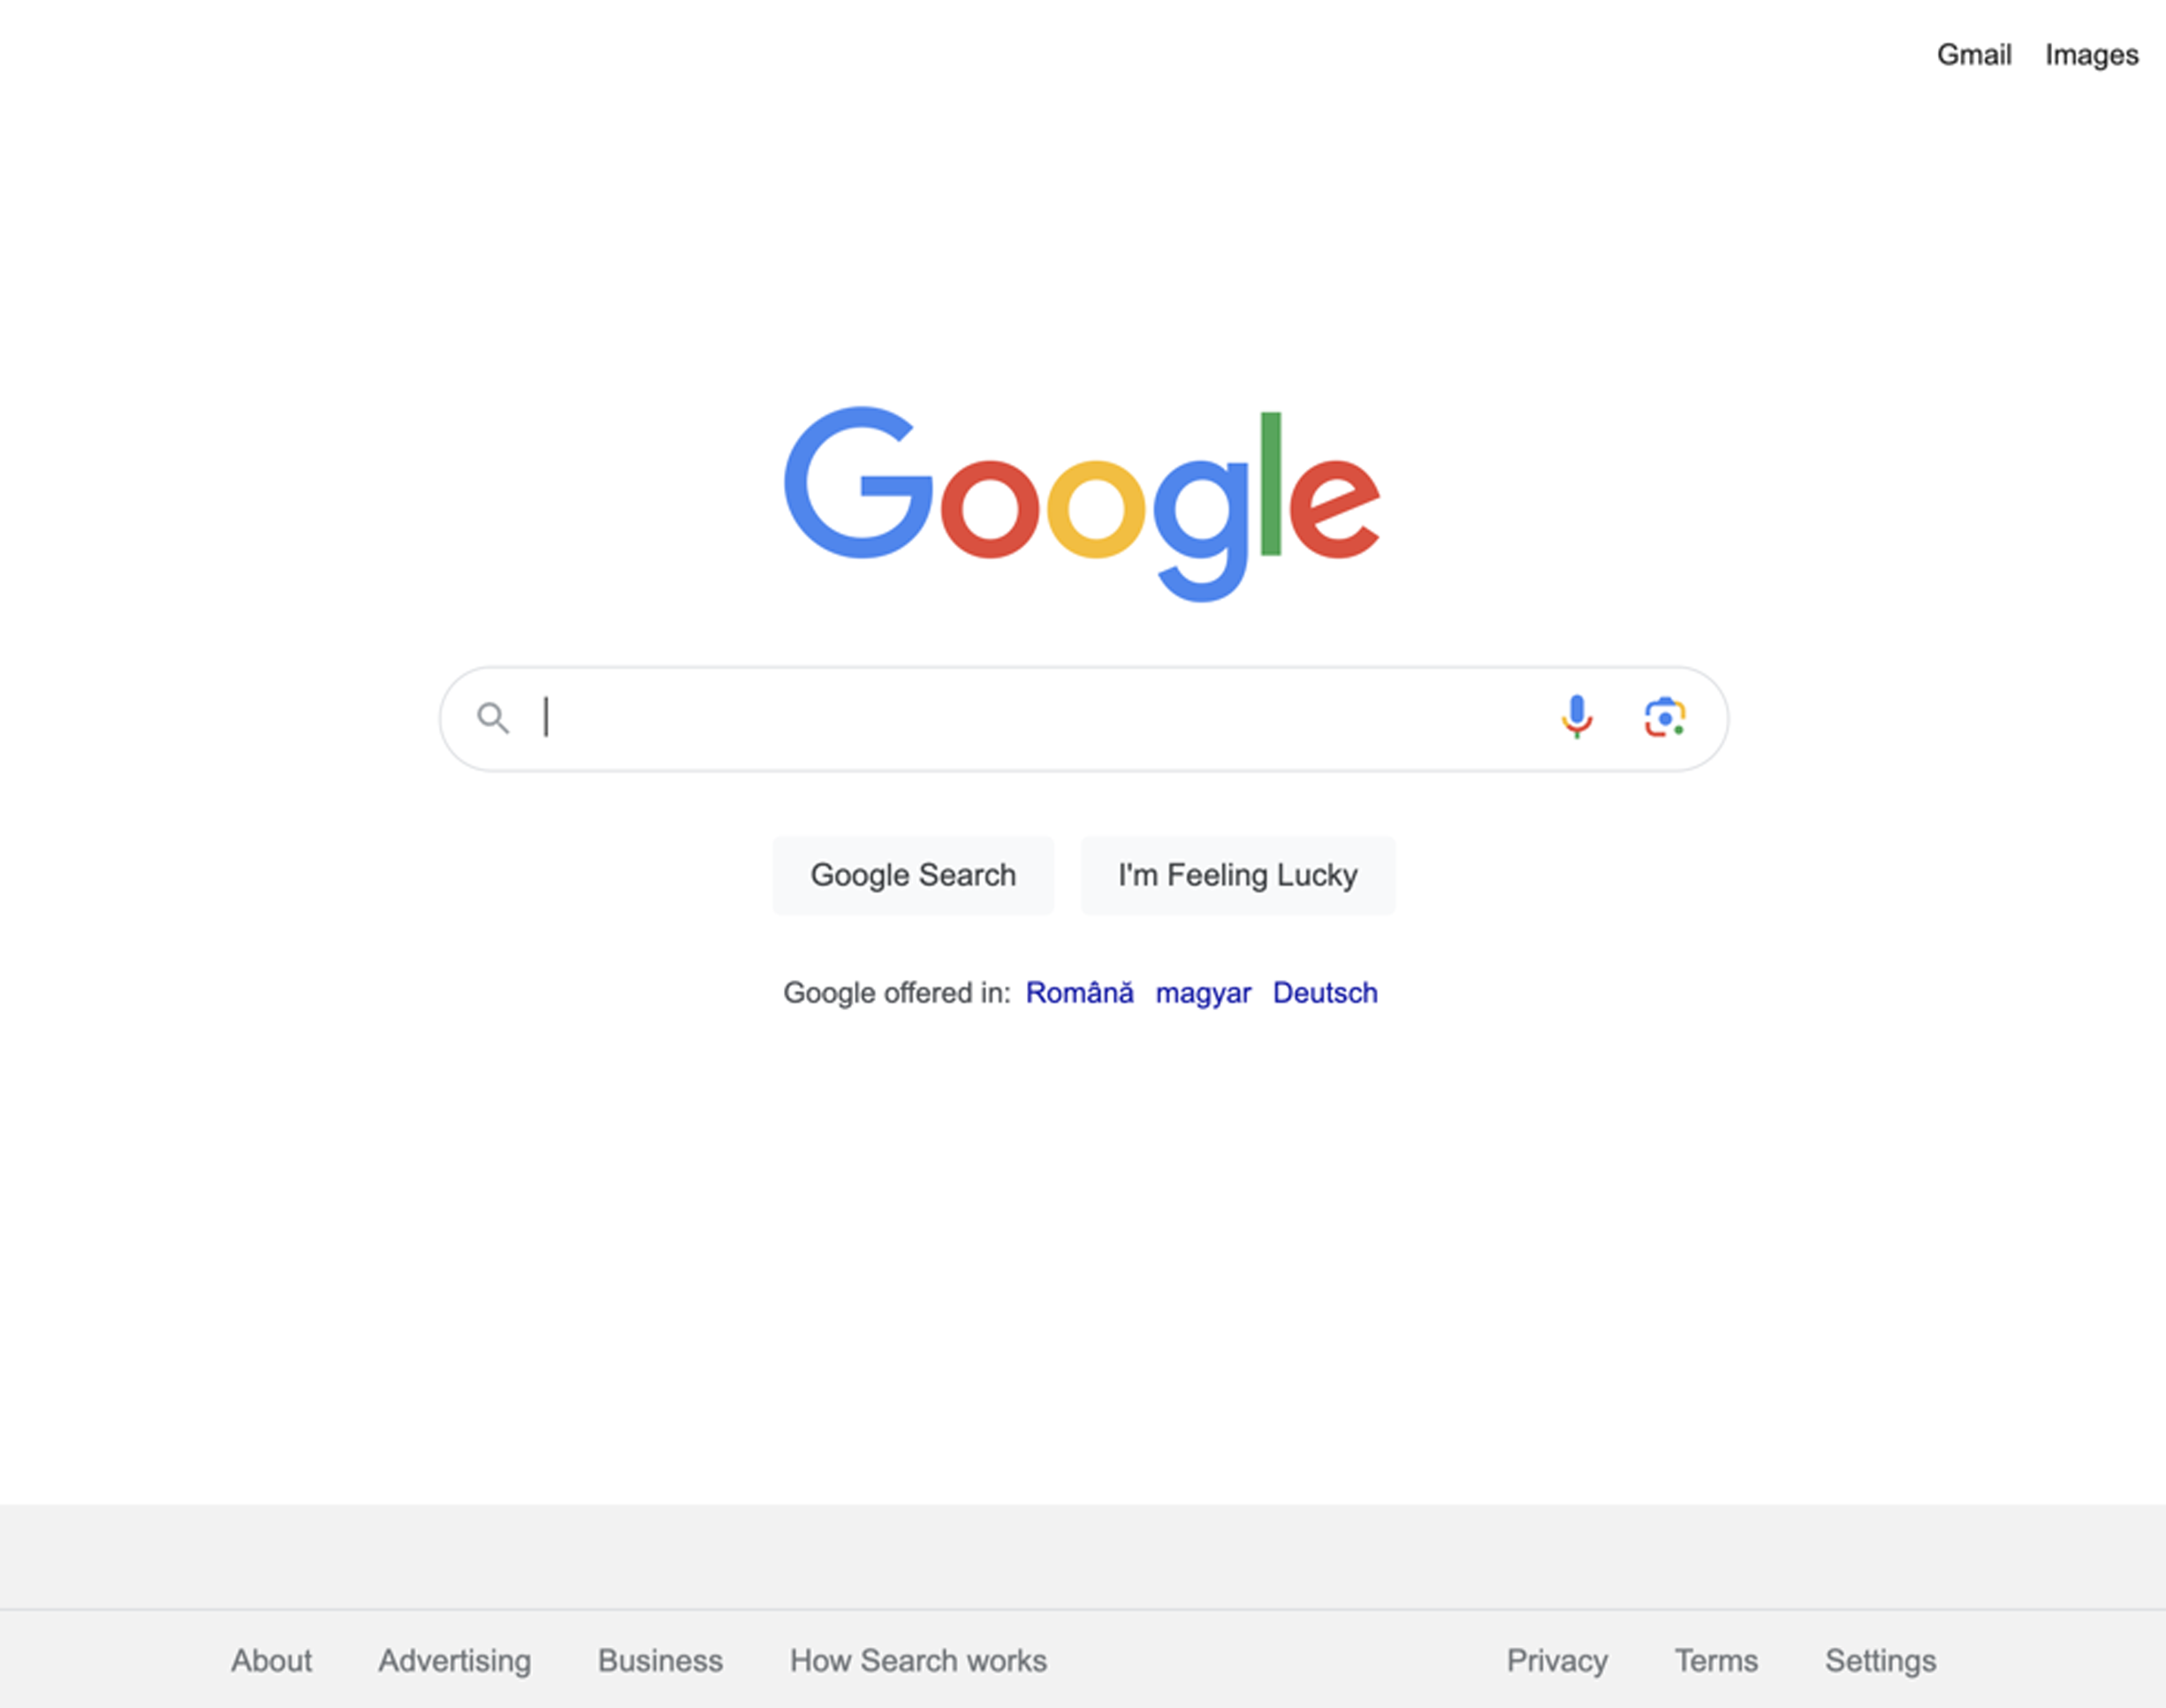 Gmail Images
Google
Google Search I'm Feeling Lucky
Google offered in: Română magyar Deutsch
About Advertising Business How Search works Privacy Terms Settings